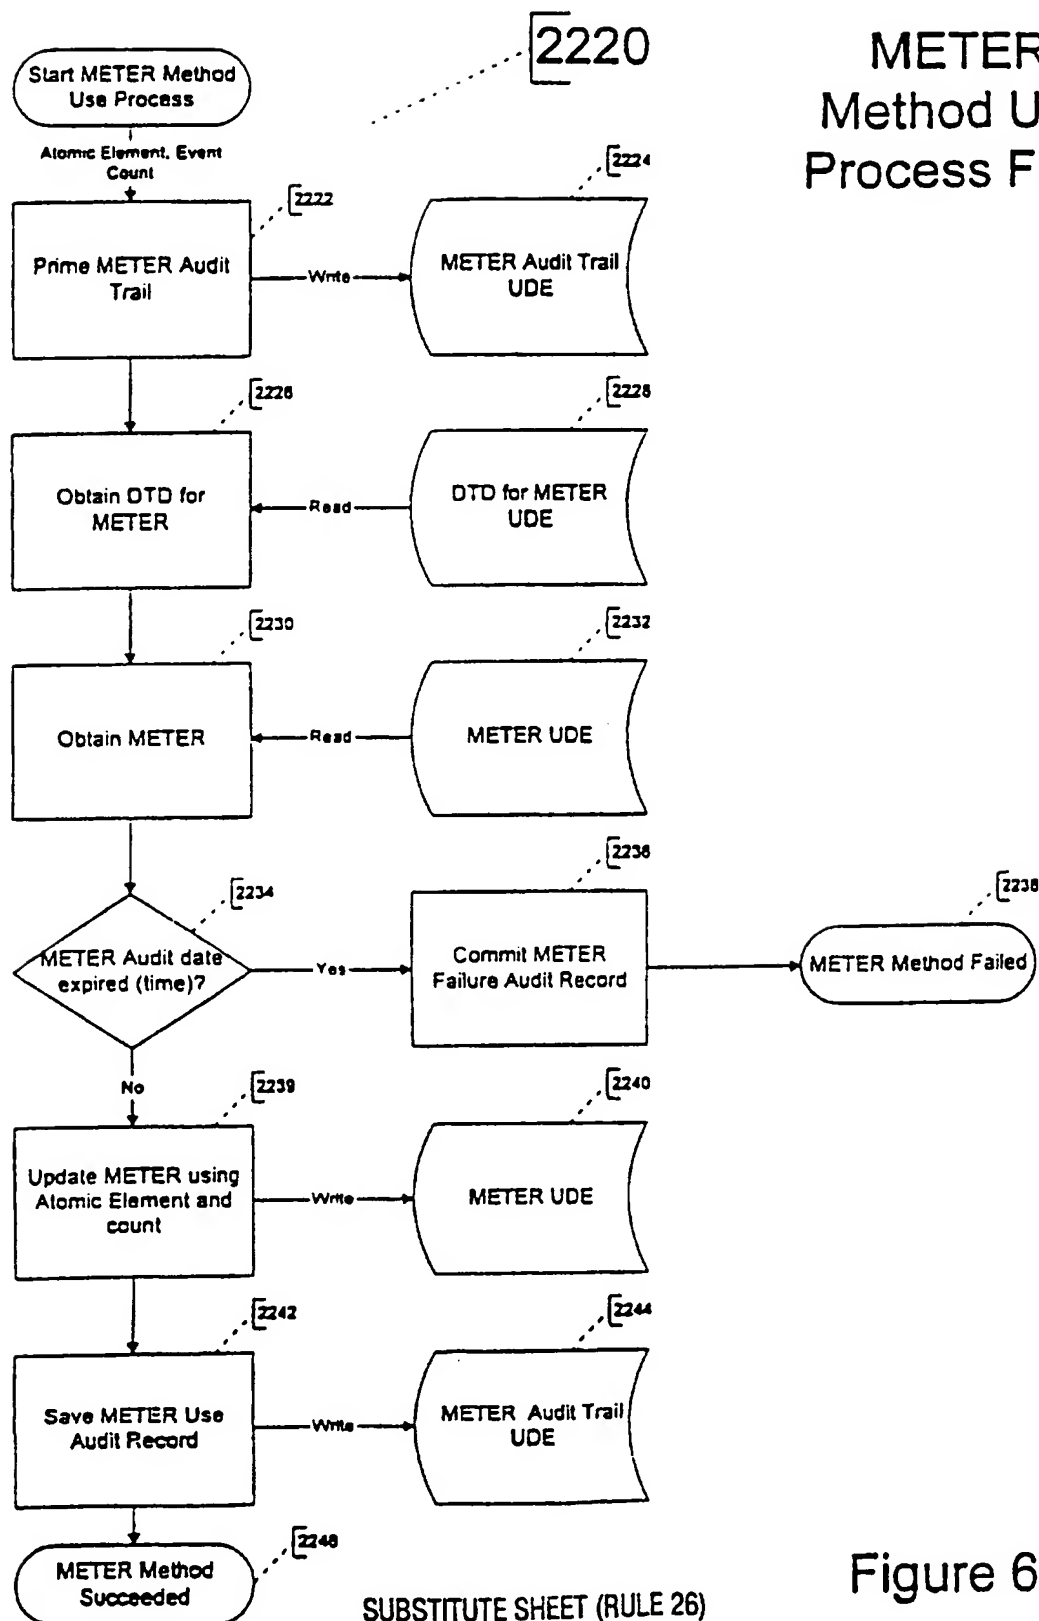 2220
METER
Method U
Process F
Start METER Method
Use Process
Atomic Element, Event
Count
2222
2224
Prime METER Audit
Trail
Write
METER Audit Trail
UDE
2226
2228
Obtain DTD for
METER
Read
DTD for METER
UDE
2230
2232
Obtain METER
Read
METER UDE
2234
2236
2238
METER Audit date
expired (time)?
Yes
Commit METER
Failure Audit Record
METER Method Failed
No
2239
2240
Update METER using
Atomic Element and
count
Write
METER UDE
2242
2244
Save METER Use
Audit Record
Write
METER Audit Trail
UDE
2246
METER Method
Succeeded
SUBSTITUTE SHEET (RULE 26)
Figure 6